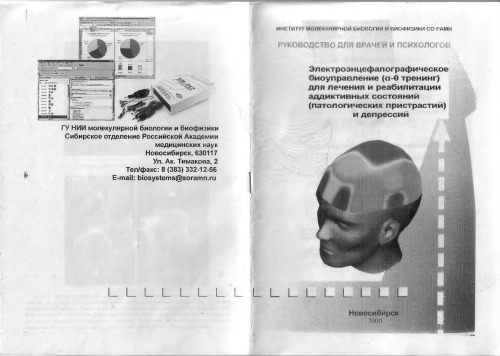 ГУ НИИ молекулярной биологии и биофизики
Сибирское отделение Российской Академии
медицинских наук
Новосибирск, 630117
Ул. Ак. Тимакова, 2
Тел/факс: 8 (383) 332-12-56
E-mail: biosystems@soramn.ru
ИНСТИТУТ МОЛЕКУЛЯРНОЙ БИОЛОГИИ И БИОФИЗИКИ СО РАМН
РУКОВОДСТВО ДЛЯ ВРАЧЕЙ И ПСИХОЛОГОВ
Электроэнцефалографическое
биоуправление (α-θ тренинг)
для лечения и реабилитации
аддиктивных состояний
(патологических пристрастий)
и депрессий
Новосибирск